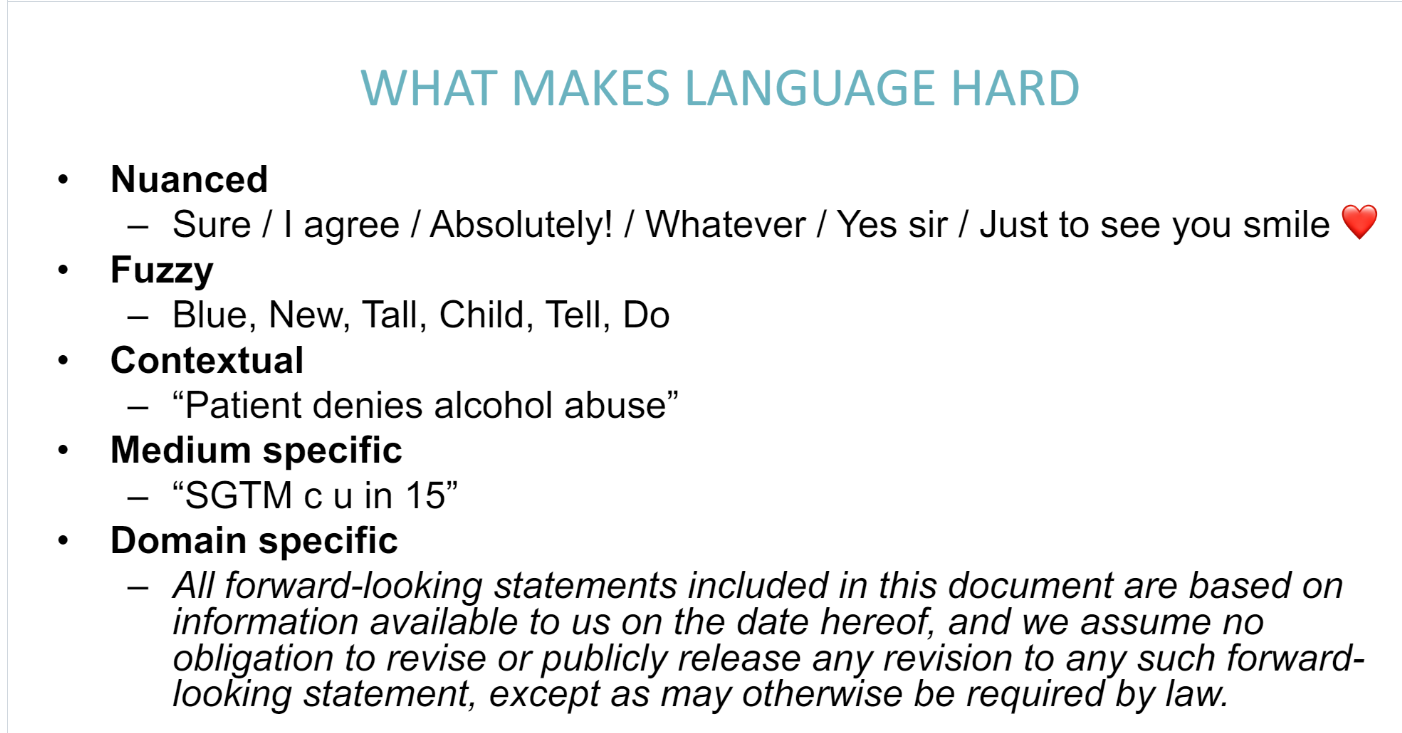 WHAT MAKES LANGUAGE HARD
• Nuanced
– Sure / I agree / Absolutely! / Whatever / Yes sir / Just to see you smile ❤️
• Fuzzy
– Blue, New, Tall, Child, Tell, Do
• Contextual
– “Patient denies alcohol abuse”
• Medium specific
– “SGTM c u in 15”
• Domain specific
– All forward-looking statements included in this document are based on
information available to us on the date hereof, and we assume no
obligation to revise or publicly release any revision to any such forward-
looking statement, except as may otherwise be required by law.